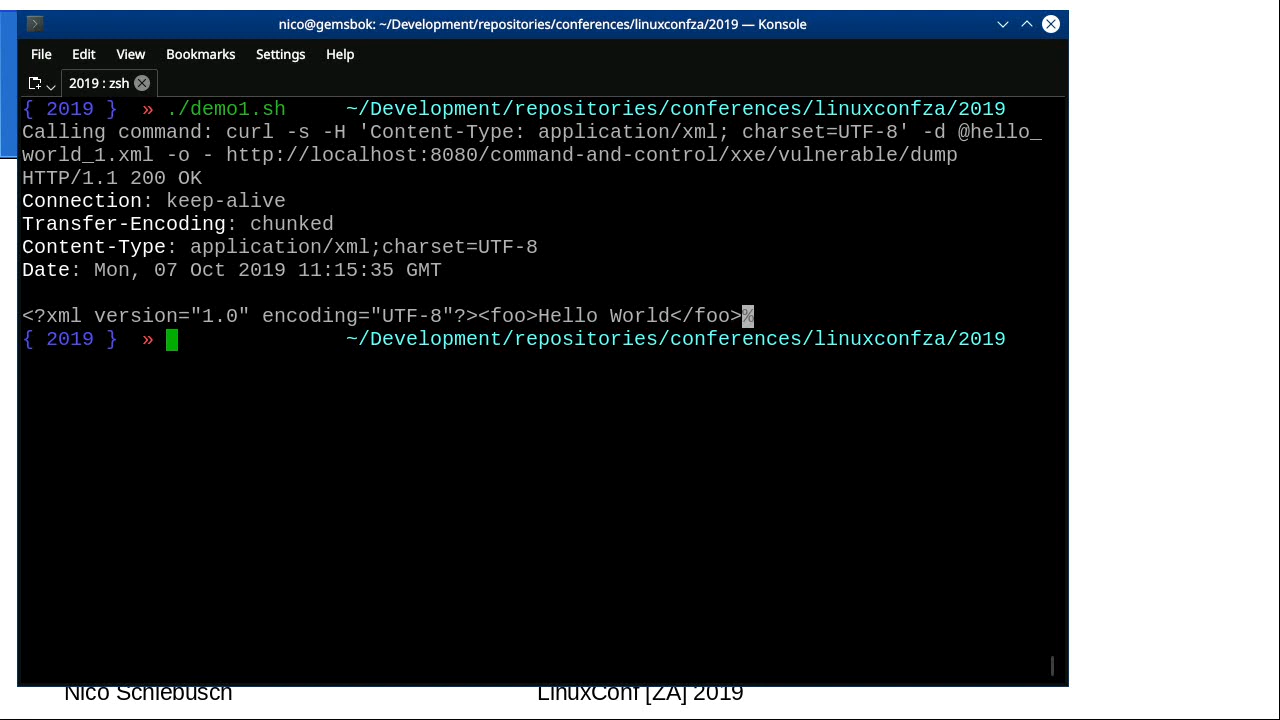 nico@gemsbok: ~/Development/repositories/conferences/linuxconfza/2019 — Konsole
File Edit View Bookmarks Settings Help
2019 : zsh
{ 2019 } » ./demo1.sh ~/Development/repositories/conferences/linuxconfza/2019
Calling command: curl -s -H 'Content-Type: application/xml; charset=UTF-8' -d @hello_
world_1.xml -o - http://localhost:8080/command-and-control/xxe/vulnerable/dump
HTTP/1.1 200 OK
Connection: keep-alive
Transfer-Encoding: chunked
Content-Type: application/xml;charset=UTF-8
Date: Mon, 07 Oct 2019 11:15:35 GMT
<?xml version="1.0" encoding="UTF-8"?><foo>Hello World</foo>%
{ 2019 } » ~/Development/repositories/conferences/linuxconfza/2019
Nico Schiebusch LinuxConf [ZA] 2019